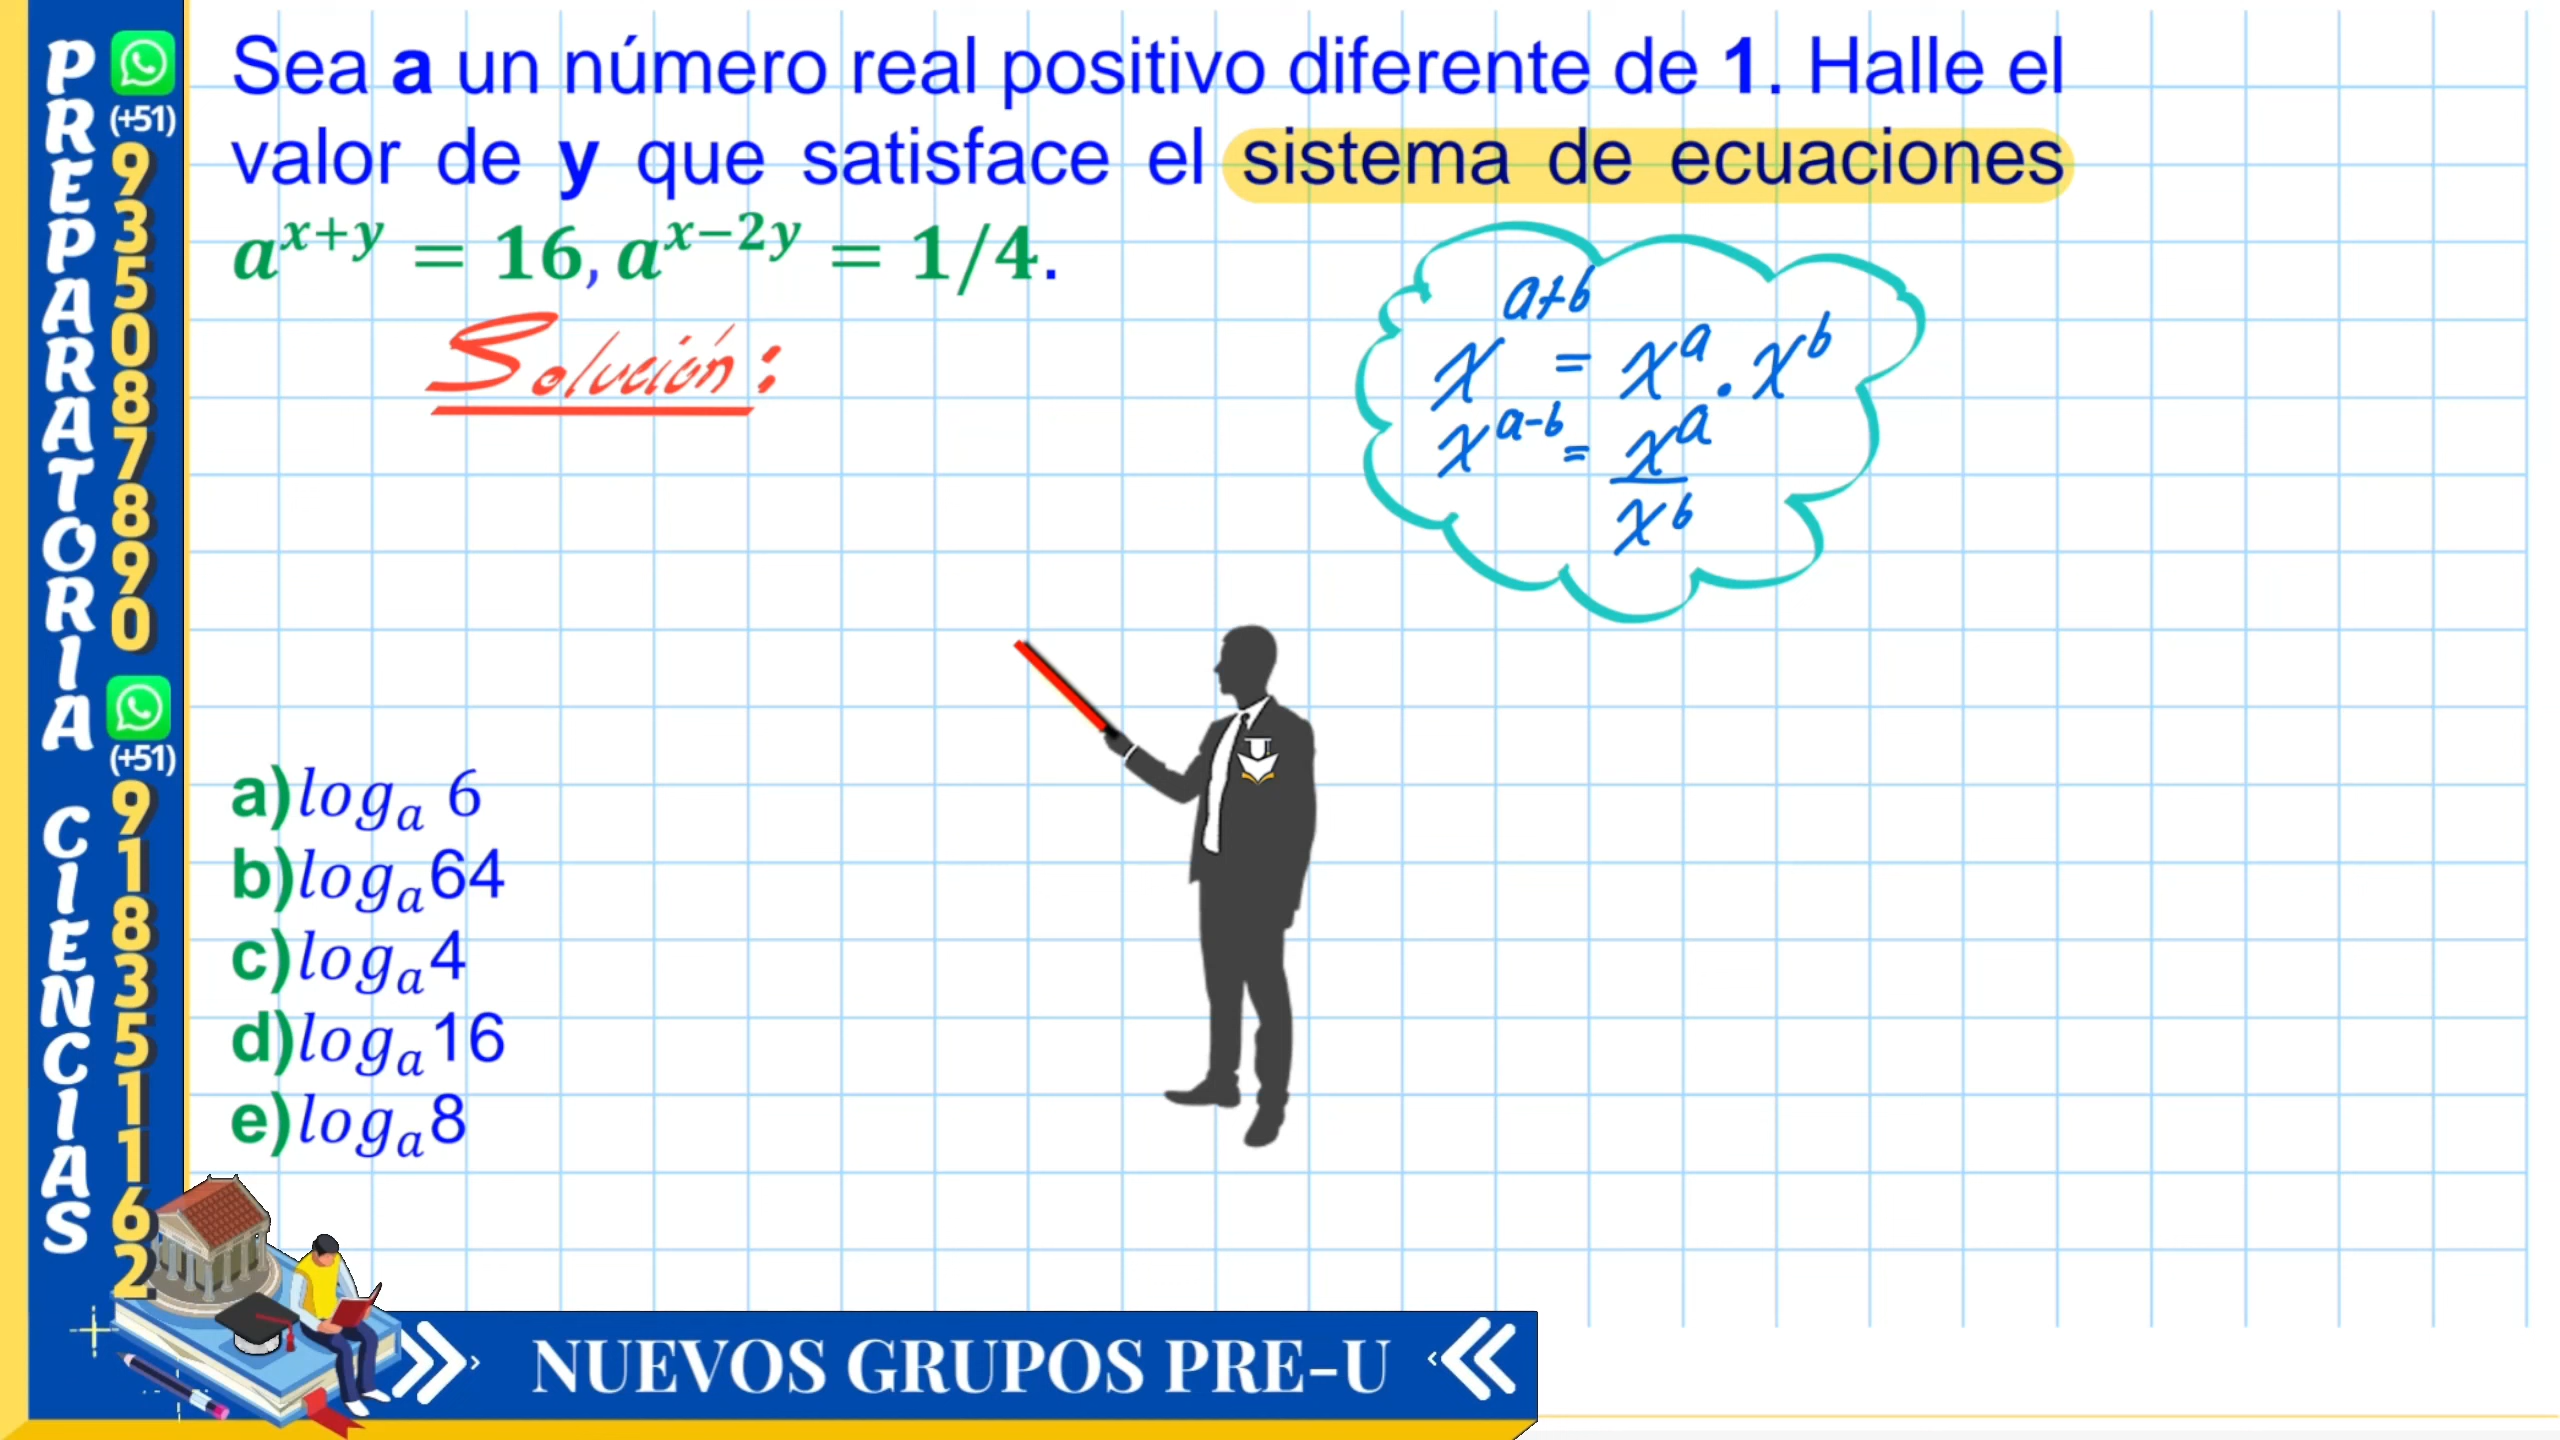 PREPARATORIA CIENCIAS
(+51)
935087890
(+51)
918351162
Sea a un número real positivo diferente de 1. Halle el
valor de y que satisface el sistema de ecuaciones
a^{x+y} = 16, a^{x−2y} = 1/4.
Solución:
x^{a+b} = x^a . x^b
x^{a-b} = x^a / x^b
a) log_a 6
b) log_a 64
c) log_a 4
d) log_a 16
e) log_a 8
NUEVOS GRUPOS PRE-U